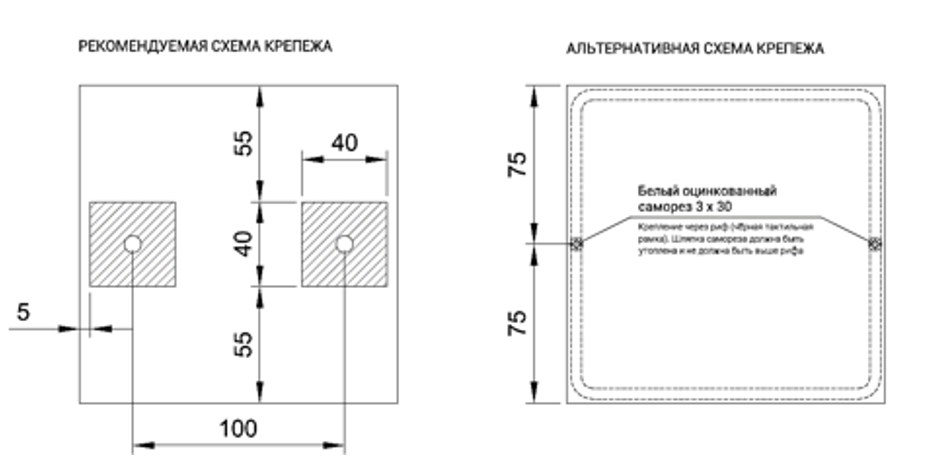 РЕКОМЕНДУЕМАЯ СХЕМА КРЕПЕЖА
55
40
40
5
55
100
АЛЬТЕРНАТИВНАЯ СХЕМА КРЕПЕЖА
75
Белый оцинкованный
саморез 3 х 30
Крепление через риф (чёрная тактильная
рамка). Шляпка самореза должна быть
утоплена и не должна быть выше рифа
75